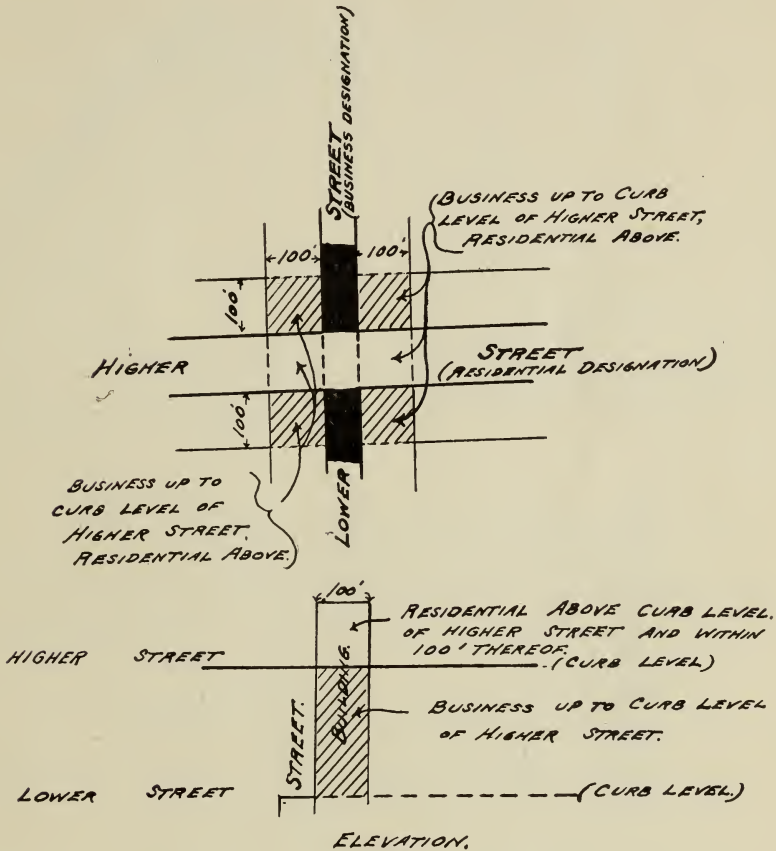 STREET
(BUSINESS DESIGNATION)
BUSINESS UP TO CURB
LEVEL OF HIGHER STREET,
RESIDENTIAL ABOVE.
100'
100'
100'
HIGHER
STREET
(RESIDENTIAL DESIGNATION)
100'
BUSINESS UP TO
CURB LEVEL OF
HIGHER STREET,
RESIDENTIAL ABOVE.
LOWER
100'
RESIDENTIAL ABOVE CURB LEVEL.
OF HIGHER STREET AND WITHIN
100' THEREOF.
HIGHER STREET
(CURB LEVEL)
BUILDING.
STREET.
BUSINESS UP TO CURB LEVEL
OF HIGHER STREET.
LOWER STREET
(CURB LEVEL.)
ELEVATION.